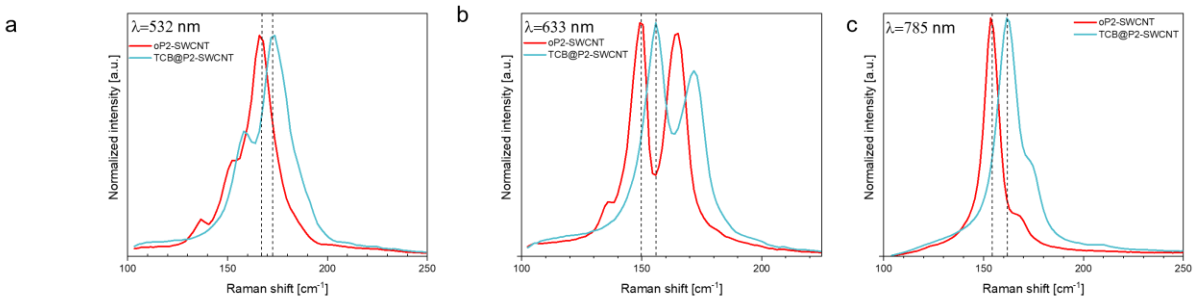 a
λ=532 nm
oP2-SWCNT
TCB@P2-SWCNT
Normalized intensity [a.u.]
100 150 200 250
Raman shift [cm⁻¹]
b
λ=633 nm
oP2-SWCNT
TCB@P2-SWCNT
Normalized intensity [a.u.]
100 150 200
Raman shift [cm⁻¹]
c
λ=785 nm
oP2-SWCNT
TCB@P2-SWCNT
Normalized intensity [a.u.]
100 150 200 250
Raman shift [cm⁻¹]